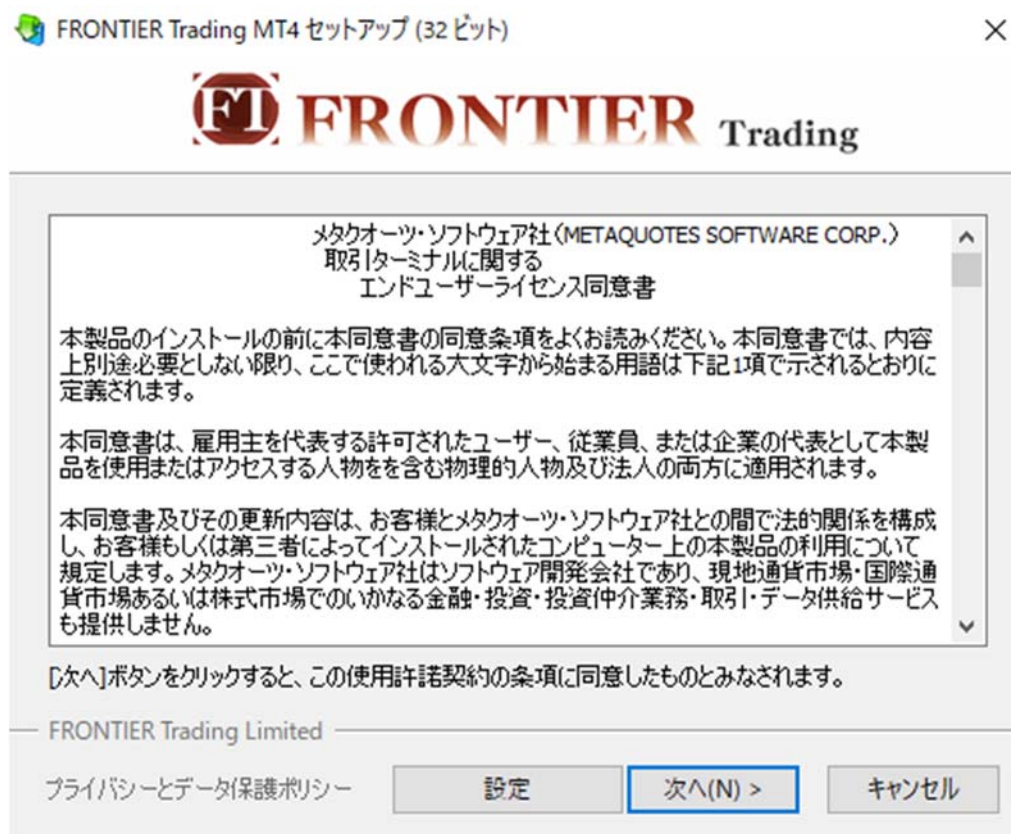 FRONTIER Trading MT4 セットアップ (32 ビット)
FT FRONTIER Trading
メタクオーツ・ソフトウェア社(METAQUOTES SOFTWARE CORP.)
取引ターミナルに関する
エンドユーザーライセンス同意書
本製品のインストールの前に本同意書の同意条項をよくお読みください。本同意書では、内容
上別途必要としない限り、ここで使われる大文字から始まる用語は下記1項で示されるとおりに
定義されます。
本同意書は、雇用主を代表する許可されたユーザー、従業員、または企業の代表として本製
品を使用またはアクセスする人物をを含む物理的人物及び法人の両方に適用されます。
本同意書及びその更新内容は、お客様とメタクオーツ・ソフトウェア社との間で法的関係を構成
し、お客様もしくは第三者によってインストールされたコンピューター上の本製品の利用について
規定します。メタクオーツ・ソフトウェア社はソフトウェア開発会社であり、現地通貨市場・国際通
貨市場あるいは株式市場でのいかなる金融・投資・投資仲介業務・取引・データ供給サービス
も提供しません。
[次へ]ボタンをクリックすると、この使用許諾契約の条項に同意したものとみなされます。
FRONTIER Trading Limited
プライバシーとデータ保護ポリシー 設定 次へ(N) > キャンセル